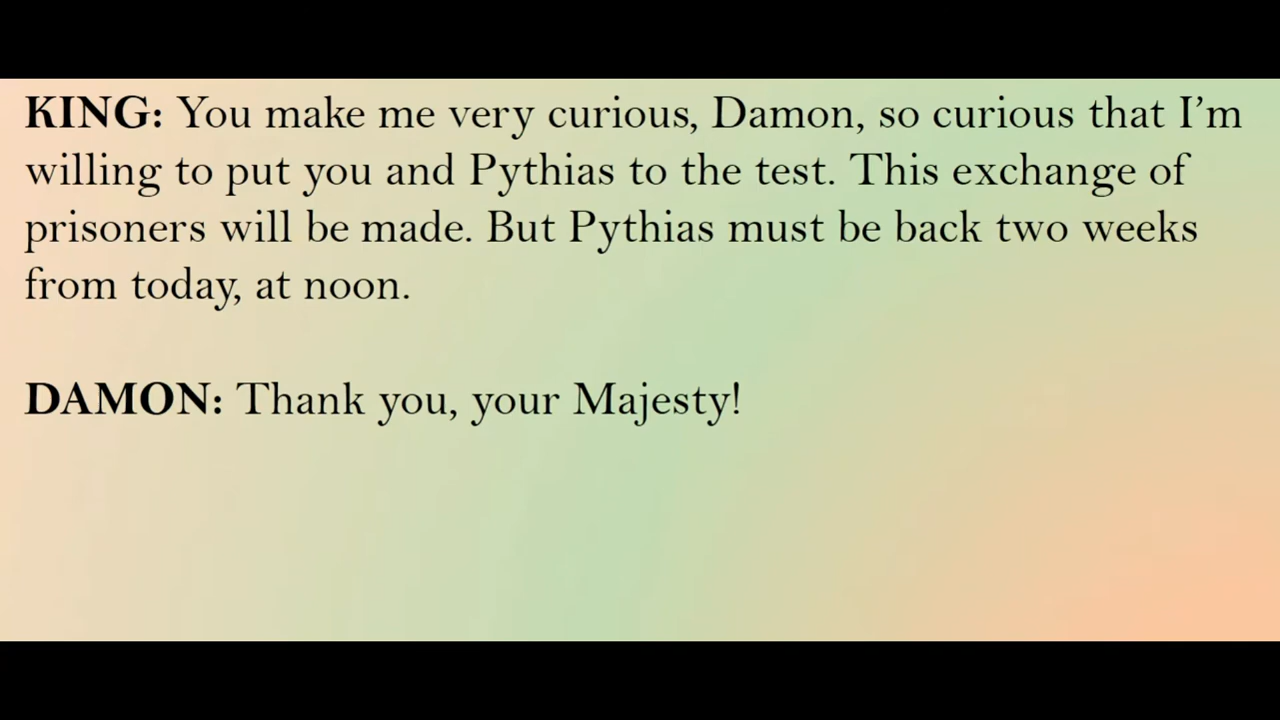 KING: You make me very curious, Damon, so curious that I’m
willing to put you and Pythias to the test. This exchange of
prisoners will be made. But Pythias must be back two weeks
from today, at noon.
DAMON: Thank you, your Majesty!